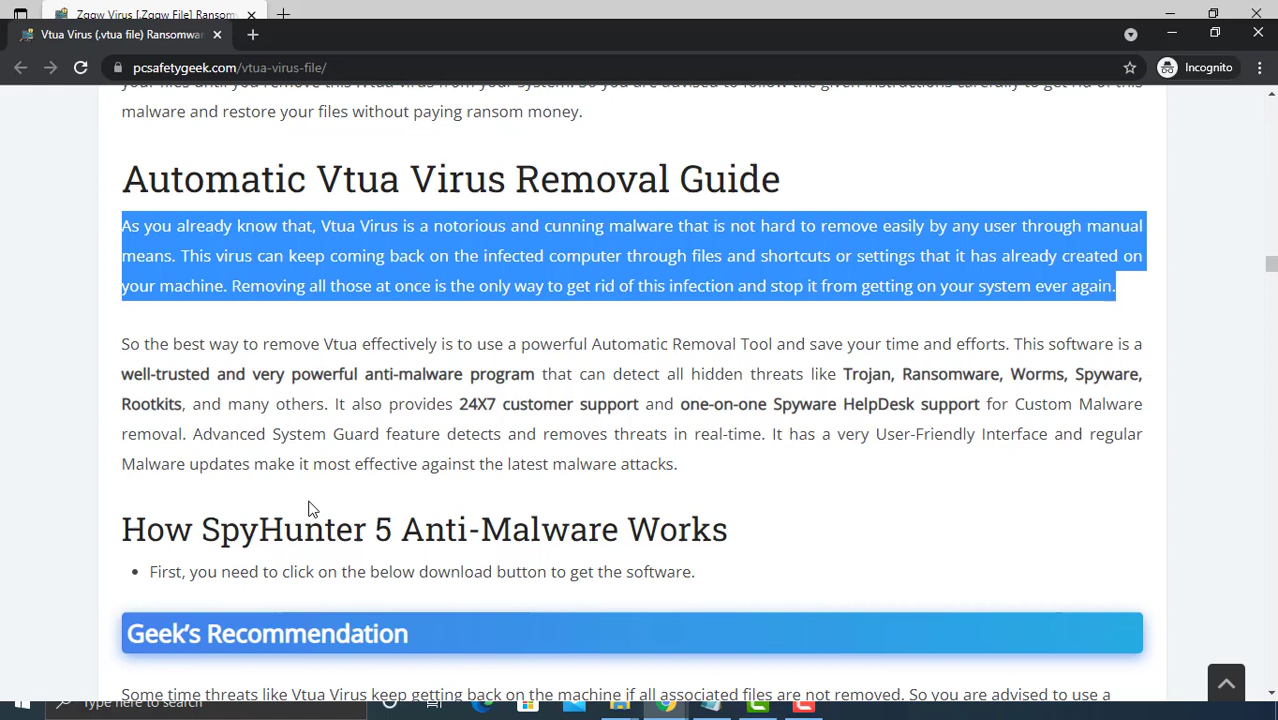 Zqqw Virus [.Zqqw File] Ransom
Vtua Virus (.vtua file) Ransomwar
pcsafetygeek.com/vtua-virus-file/
Incognito
malware and restore your files without paying ransom money.
Automatic Vtua Virus Removal Guide
As you already know that, Vtua Virus is a notorious and cunning malware that is not hard to remove easily by any user through manual
means. This virus can keep coming back on the infected computer through files and shortcuts or settings that it has already created on
your machine. Removing all those at once is the only way to get rid of this infection and stop it from getting on your system ever again.
So the best way to remove Vtua effectively is to use a powerful Automatic Removal Tool and save your time and efforts. This software is a
well-trusted and very powerful anti-malware program that can detect all hidden threats like Trojan, Ransomware, Worms, Spyware,
Rootkits, and many others. It also provides 24X7 customer support and one-on-one Spyware HelpDesk support for Custom Malware
removal. Advanced System Guard feature detects and removes threats in real-time. It has a very User-Friendly Interface and regular
Malware updates make it most effective against the latest malware attacks.
How SpyHunter 5 Anti-Malware Works
• First, you need to click on the below download button to get the software.
Geek's Recommendation
Some time threats like Vtua Virus keep getting back on the machine if all associated files are not removed. So you are advised to use a
Type here to search